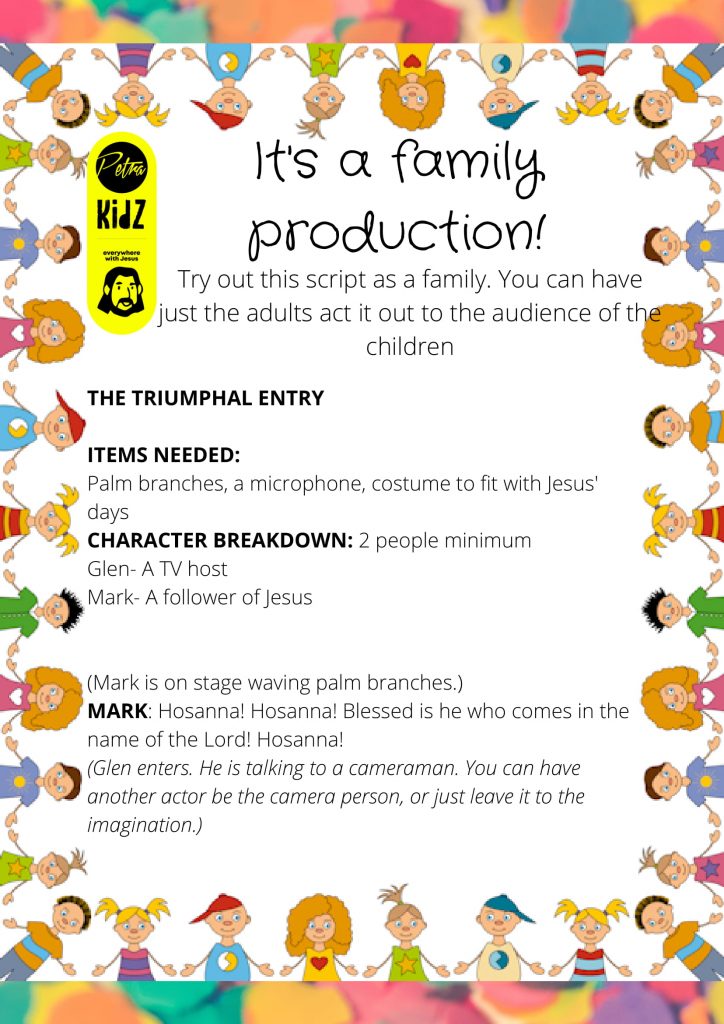 Petra
KidZ
everywhere
with Jesus
It's a family
production!
Try out this script as a family. You can have
just the adults act it out to the audience of the
children
THE TRIUMPHAL ENTRY
ITEMS NEEDED:
Palm branches, a microphone, costume to fit with Jesus'
days
CHARACTER BREAKDOWN: 2 people minimum
Glen- A TV host
Mark- A follower of Jesus
(Mark is on stage waving palm branches.)
MARK: Hosanna! Hosanna! Blessed is he who comes in the
name of the Lord! Hosanna!
(Glen enters. He is talking to a cameraman. You can have
another actor be the camera person, or just leave it to the
imagination.)